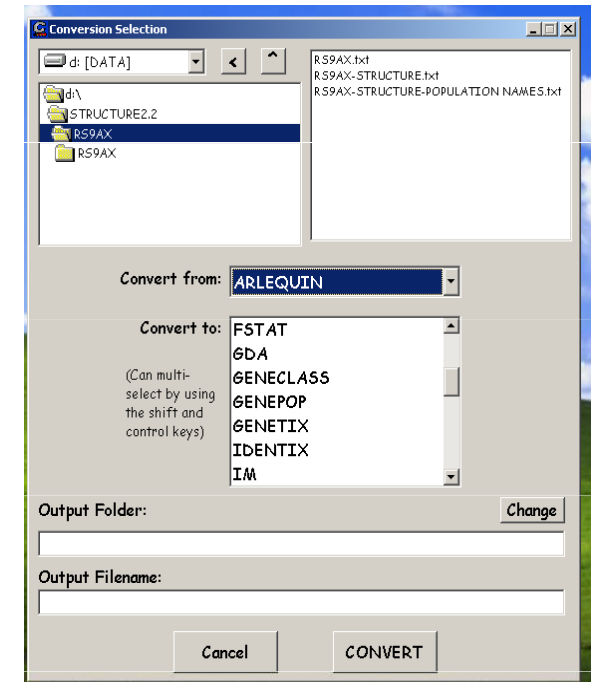 Conversion Selection
d: [DATA]
<
^
RS9AX.txt
RS9AX-STRUCTURE.txt
RS9AX-STRUCTURE-POPULATION NAMES.txt
d:\
STRUCTURE2.2
RS9AX
RS9AX
Convert from:
ARLEQUIN
Convert to:
(Can multi-
select by using
the shift and
control keys)
FSTAT
GDA
GENECLASS
GENEPOP
GENETIX
IDENTIX
IM
Output Folder:
Change
Output Filename:
Cancel
CONVERT